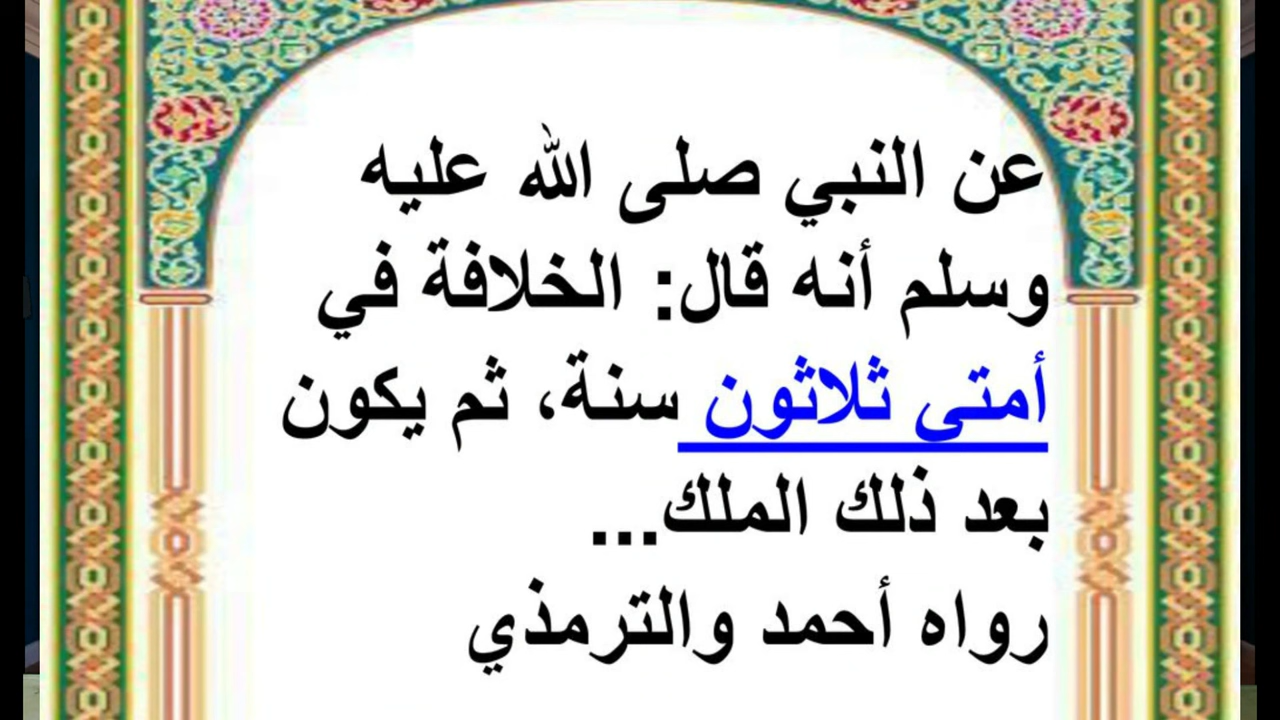 عن النبي صلى الله عليه
وسلم أنه قال: الخلافة في
أمتي ثلاثون سنة، ثم يكون
بعد ذلك الملك...
رواه أحمد والترمذي